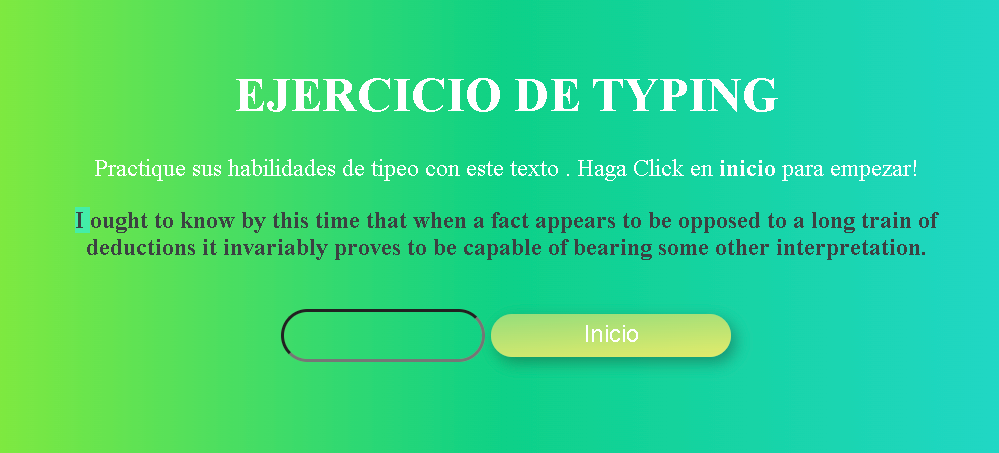 EJERCICIO DE TYPING
Practique sus habilidades de tipeo con este texto . Haga Click en inicio para empezar!
I ought to know by this time that when a fact appears to be opposed to a long train of
deductions it invariably proves to be capable of bearing some other interpretation.
Inicio